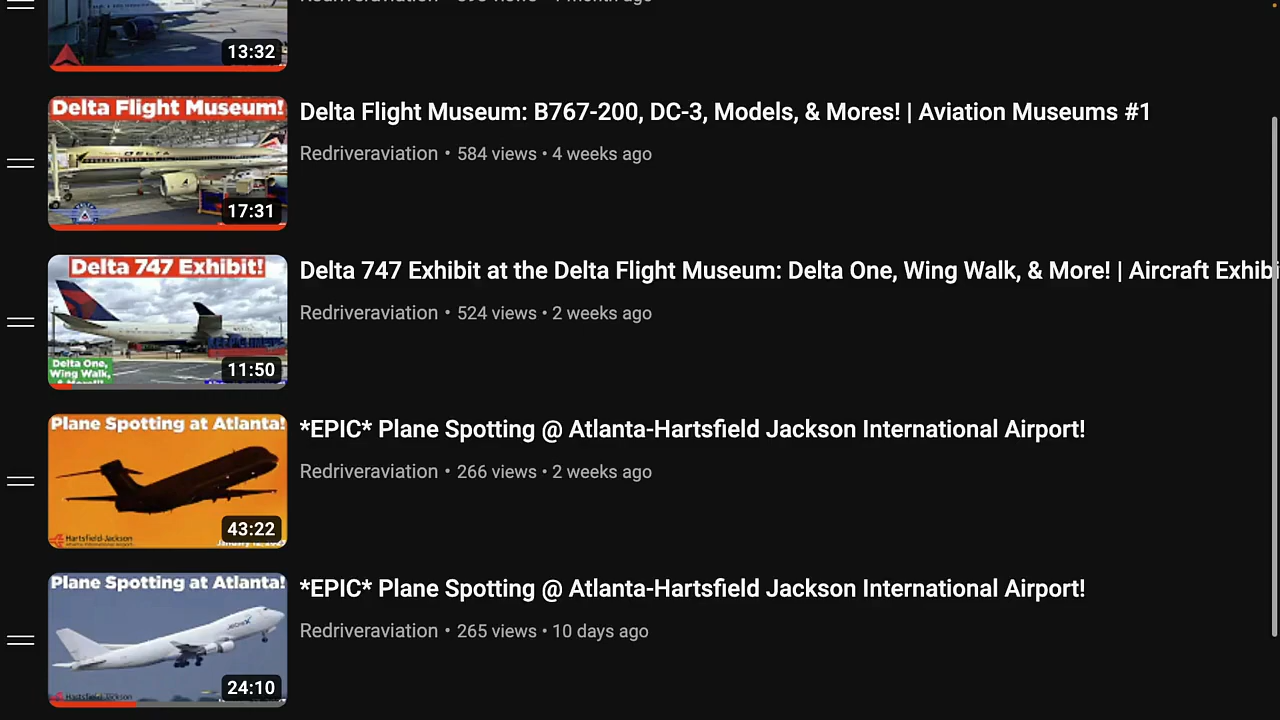 Redriveraviation
13:32
Delta Flight Museum!
DELTA
17:31
Delta Flight Museum: B767-200, DC-3, Models, & Mores! | Aviation Museums #1
Redriveraviation • 584 views • 4 weeks ago
Delta 747 Exhibit!
Delta One,
Wing Walk,
& More!!!
11:50
Delta 747 Exhibit at the Delta Flight Museum: Delta One, Wing Walk, & More! | Aircraft Exhibi
Redriveraviation • 524 views • 2 weeks ago
Plane Spotting at Atlanta!
Hartsfield-Jackson
43:22
*EPIC* Plane Spotting @ Atlanta-Hartsfield Jackson International Airport!
Redriveraviation • 266 views • 2 weeks ago
Plane Spotting at Atlanta!
Hartsfield-Jackson
24:10
*EPIC* Plane Spotting @ Atlanta-Hartsfield Jackson International Airport!
Redriveraviation • 265 views • 10 days ago